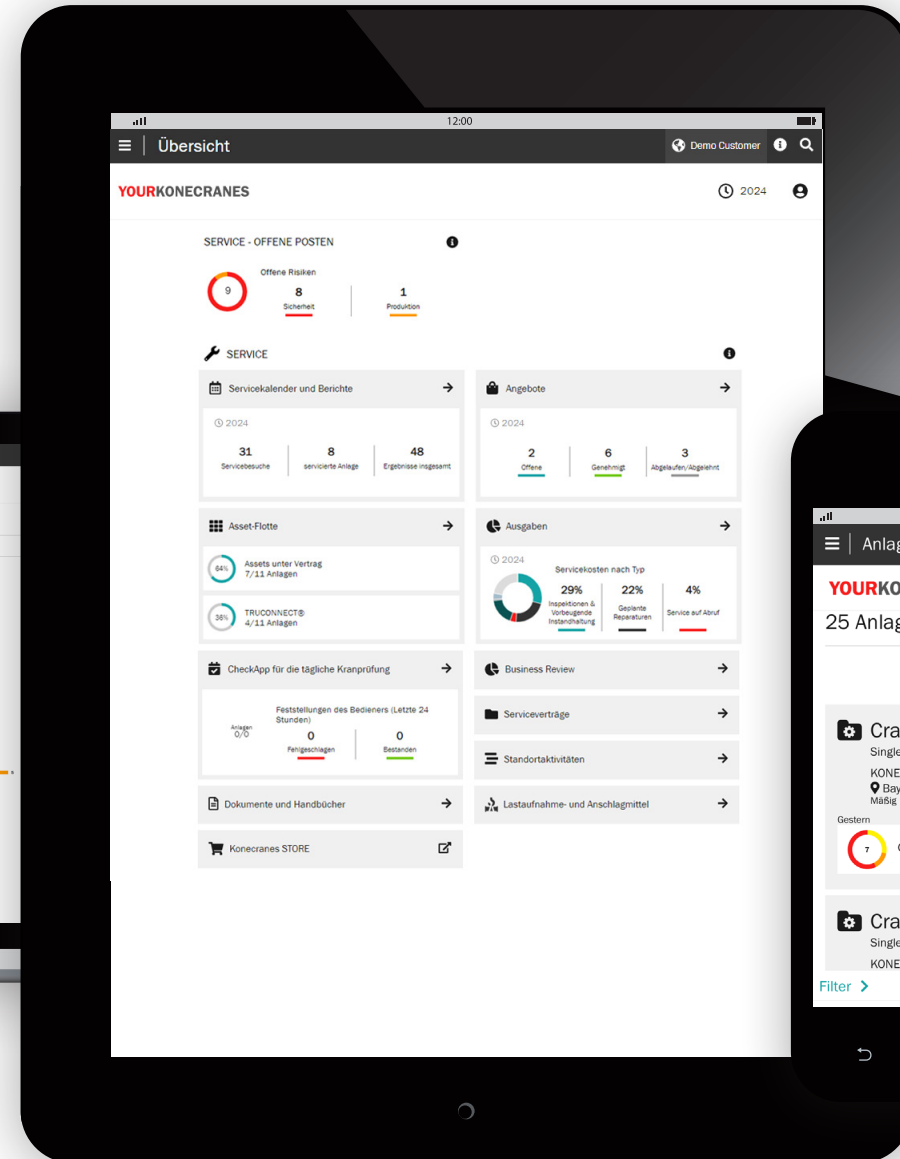 12:00
Übersicht
Demo Customer
YOURKONECRANES
2024
SERVICE - OFFENE POSTEN
9
Offene Risiken
8
Sicherheit
1
Produktion
SERVICE
Servicekalender und Berichte
2024
31
Servicebesuche
8
servicierte Anlage
48
Ergebnisse insgesamt
Angebote
2024
2
Offene
6
Genehmigt
3
Abgelaufen/Abgelehnt
Asset-Flotte
64%
Assets unter Vertrag
7/11 Anlagen
36%
TRUCONNECT®
4/11 Anlagen
Ausgaben
2024
Servicekosten nach Typ
29%
Inspektionen &
Vorbeugende
Instandhaltung
22%
Geplante
Reparaturen
4%
Service auf Abruf
CheckApp für die tägliche Kranprüfung
Anlagen
0/0
Feststellungen des Bedieners (Letzte 24
Stunden)
0
Fehlgeschlagen
0
Bestanden
Business Review
Serviceverträge
Standortaktivitäten
Dokumente und Handbücher
Lastaufnahme- und Anschlagmittel
Konecranes STORE
Anlag
YOURKO
25 Anlag
Cra
Single
KONE
Bay
Mäßig
Gestern
7
Cra
Single
KONE
Filter